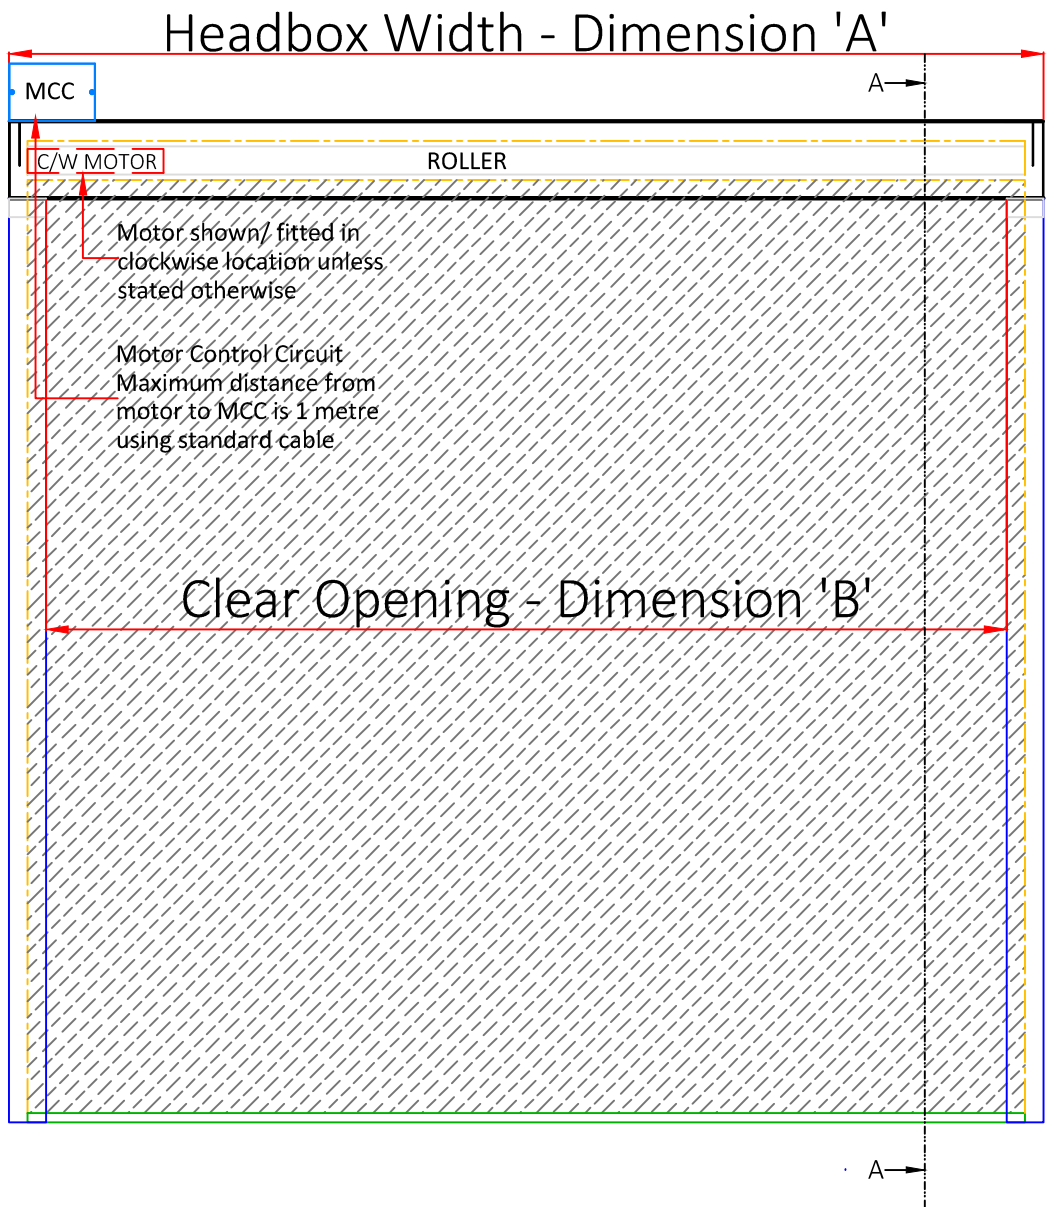 Headbox Width - Dimension 'A'
A
MCC
C/W MOTOR
ROLLER
Motor shown/ fitted in
clockwise location unless
stated otherwise
Motor Control Circuit
Maximum distance from
motor to MCC is 1 metre
using standard cable
Clear Opening - Dimension 'B'
A